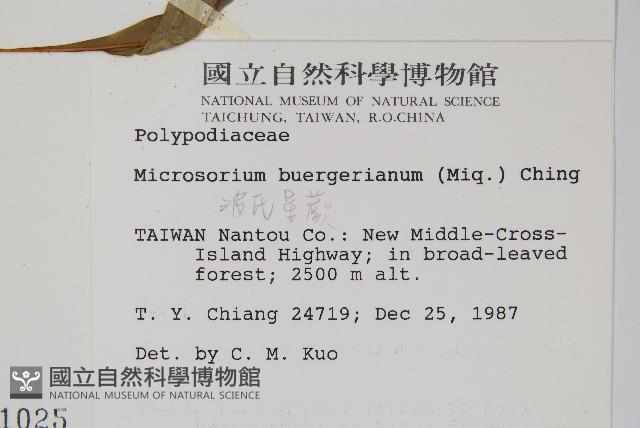 國立自然科學博物館
NATIONAL MUSEUM OF NATURAL SCIENCE
TAICHUNG, TAIWAN, R.O.CHINA
Polypodiaceae
Microsorium buergerianum (Miq.) Ching
波氏星蕨
TAIWAN Nantou Co.: New Middle-Cross-
Island Highway; in broad-leaved
forest; 2500 m alt.
T. Y. Chiang 24719; Dec 25, 1987
Det. by C. M. Kuo
國立自然科學博物館
NATIONAL MUSEUM OF NATURAL SCIENCE
1025